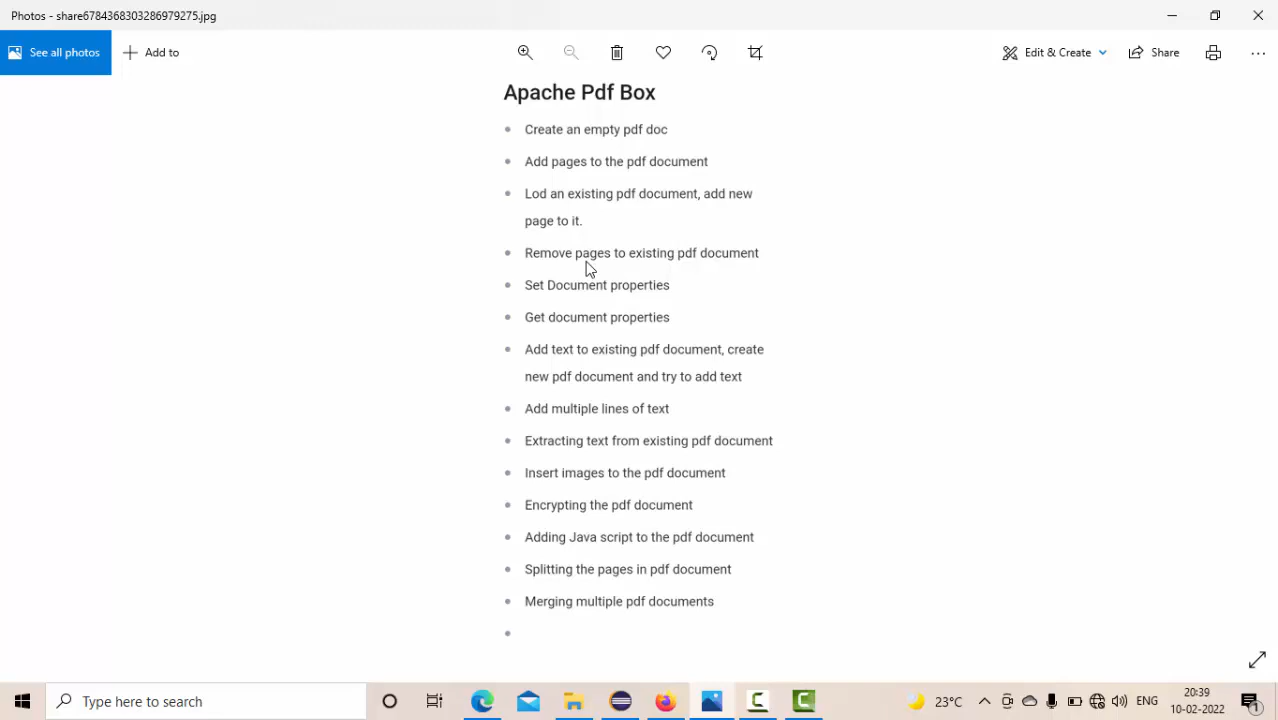 Photos - share6784368303286979275.jpg
See all photos
Add to
Edit & Create
Share
Apache Pdf Box
Create an empty pdf doc
Add pages to the pdf document
Lod an existing pdf document, add new
page to it.
Remove pages to existing pdf document
Set Document properties
Get document properties
Add text to existing pdf document, create
new pdf document and try to add text
Add multiple lines of text
Extracting text from existing pdf document
Insert images to the pdf document
Encrypting the pdf document
Adding Java script to the pdf document
Splitting the pages in pdf document
Merging multiple pdf documents
Type here to search
23°C
ENG
20:39
10-02-2022
1